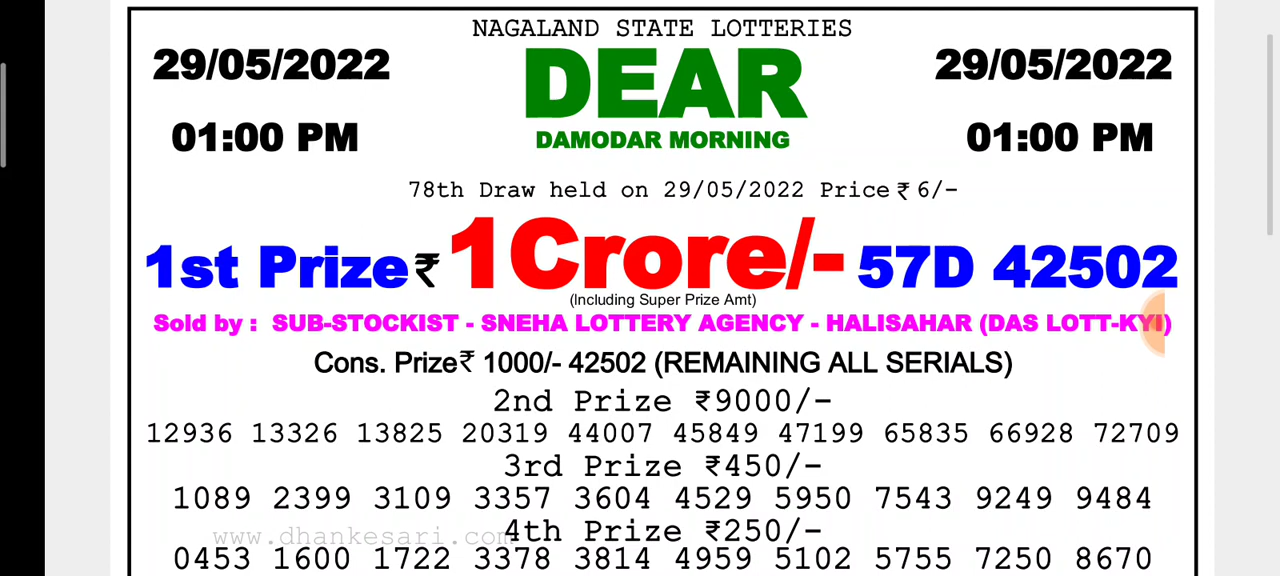 NAGALAND STATE LOTTERIES
29/05/2022 DEAR 29/05/2022
01:00 PM DAMODAR MORNING 01:00 PM
78th Draw held on 29/05/2022 Price ₹ 6/-
1st Prize ₹ 1Crore/- 57D 42502
(Including Super Prize Amt)
Sold by : SUB-STOCKIST - SNEHA LOTTERY AGENCY - HALISAHAR (DAS LOTT-KYI)
Cons. Prize ₹ 1000/- 42502 (REMAINING ALL SERIALS)
2nd Prize ₹9000/-
12936 13326 13825 20319 44007 45849 47199 65835 66928 72709
3rd Prize ₹450/-
1089 2399 3109 3357 3604 4529 5950 7543 9249 9484
www.dhankesari.com
4th Prize ₹250/-
0453 1600 1722 3378 3814 4959 5102 5755 7250 8670